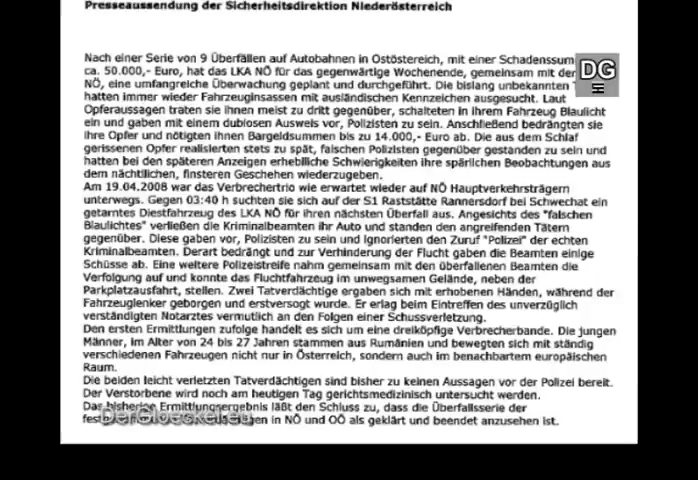 Presseaussendung der Sicherheitsdirektion Niederösterreich
Nach einer Serie von 9 Überfällen auf Autobahnen in Ostöstereich, mit einer Schadenssum
ca. 50.000,- Euro, hat das LKA NÖ für das gegenwärtige Wochenende, gemeinsam mit der
NÖ, eine umfangreiche Überwachung geplant und durchgeführt. Die bislang unbekannten
hatten immer wieder Fahrzeuginsassen mit ausländischen Kennzeichen ausgesucht. Laut
Opferaussagen traten sie ihnen meist zu dritt gegenüber, schalteten in ihrem Fahrzeug Blaulicht
ein und gaben mit einem dubiosen Ausweis vor, Polizisten zu sein. Anschließend bedrängten sie
ihre Opfer und nötigten ihnen Bargeldsummen bis zu 14.000,- Euro ab. Die aus dem Schlaf
gerissenen Opfer realisierten stets zu spät, falschen Polizisten gegenüber gestanden zu sein und
hatten bei den späteren Anzeigen erhebliche Schwierigkeiten ihre spärlichen Beobachtungen aus
dem nächtlichen, finsteren Geschehen wiederzugeben.
Am 19.04.2008 war das Verbrechertrio wie erwartet wieder auf NÖ Hauptverkehrsträgern
unterwegs. Gegen 03:40 h suchten sie sich auf der S1 Raststätte Rannersdorf bei Schwechat ein
getarntes Diestfahrzeug des LKA NÖ für ihren nächsten Überfall aus. Angesichts des "falschen
Blaulichtes" verließen die Kriminalbeamten ihr Auto und standen den angreifenden Tätern
gegenüber. Diese gaben vor, Polizisten zu sein und ignorierten den Zuruf "Polizei" der echten
Kriminalbeamten. Derart bedrängt und zur Verhinderung der Flucht gaben die Beamten einige
Schüsse ab. Eine weitere Polizeistreife nahm gemeinsam mit den überfallenen Beamten die
Verfolgung auf und konnte das Fluchtfahrzeug im unwegsamen Gelände, neben der
Parkplatzausfahrt, stellen. Zwei Tatverdächtige ergaben sich mit erhobenen Händen, während der
Fahrzeuglenker geborgen und erstversogt wurde. Er erlag beim Eintreffen des unverzüglich
verständigten Notarztes vermutlich an den Folgen einer Schussverletzung.
Den ersten Ermittlungen zufolge handelt es sich um eine dreiköpfige Verbrecherbande. Die jungen
Männer, im Alter von 24 bis 27 Jahren stammen aus Rumänien und bewegten sich mit ständig
verschiedenen Fahrzeugen nicht nur in Österreich, sondern auch im benachbartem europäischen
Raum.
Die beiden leicht verletzten Tatverdächtigen sind bisher zu keinen Aussagen vor der Polizei bereit.
Der Verstorbene wird noch am heutigen Tag gerichtsmedizinisch untersucht werden.
Das bisherige Ermittlungsergebnis läßt den Schluss zu, dass die Überfallsserie der
in NÖ und OÖ als geklärt und beendet anzusehen ist.
DG
DerGloeckel.eu